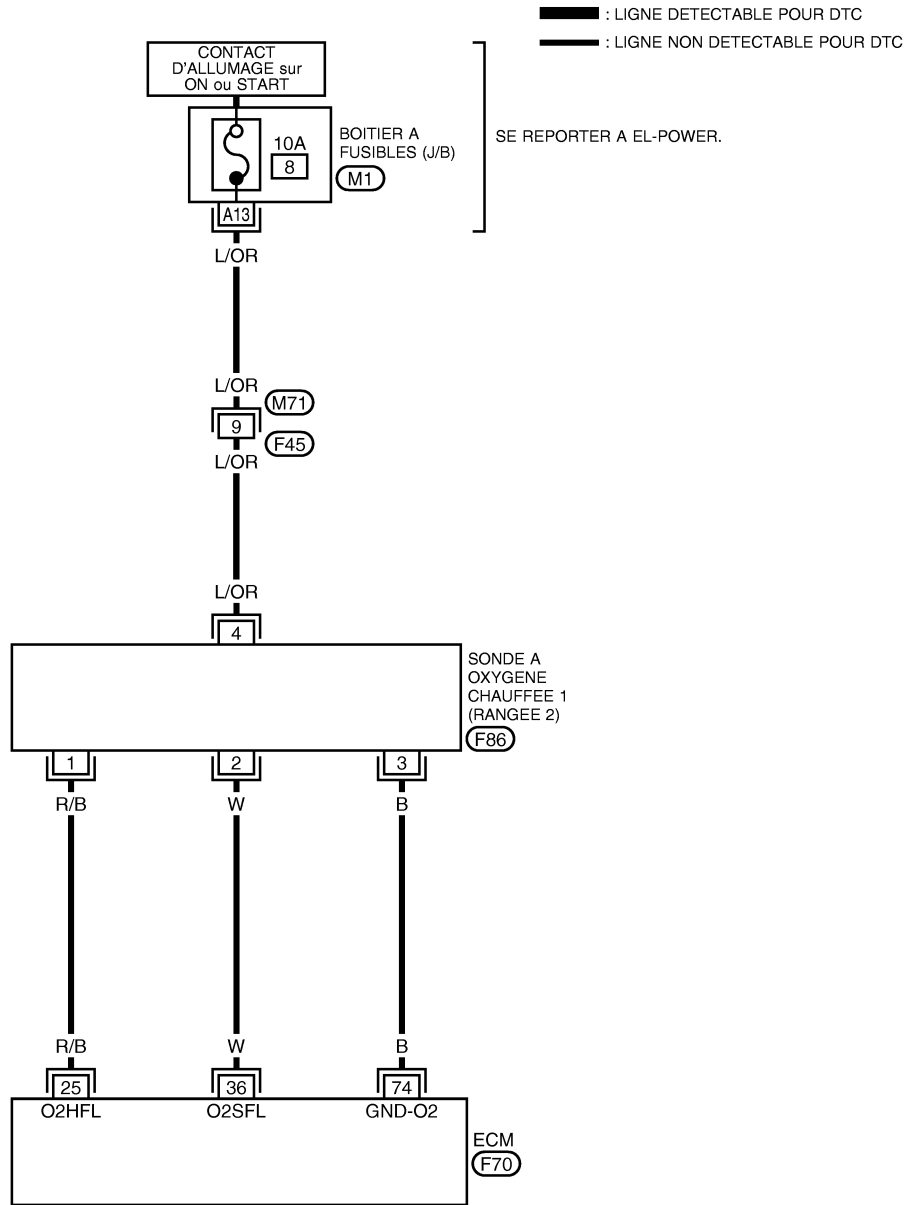 : LIGNE DETECTABLE POUR DTC
: LIGNE NON DETECTABLE POUR DTC
CONTACT
D'ALLUMAGE sur
ON ou START
10A
8
BOITIER A
FUSIBLES (J/B)
M1
SE REPORTER A EL-POWER.
A13
L/OR
L/OR
M71
9
F45
L/OR
L/OR
4
SONDE A
OXYGENE
CHAUFFEE 1
(RANGEE 2)
F86
1 2 3
R/B W B
R/B W B
25 36 74
O2HFL O2SFL GND-O2
ECM
F70